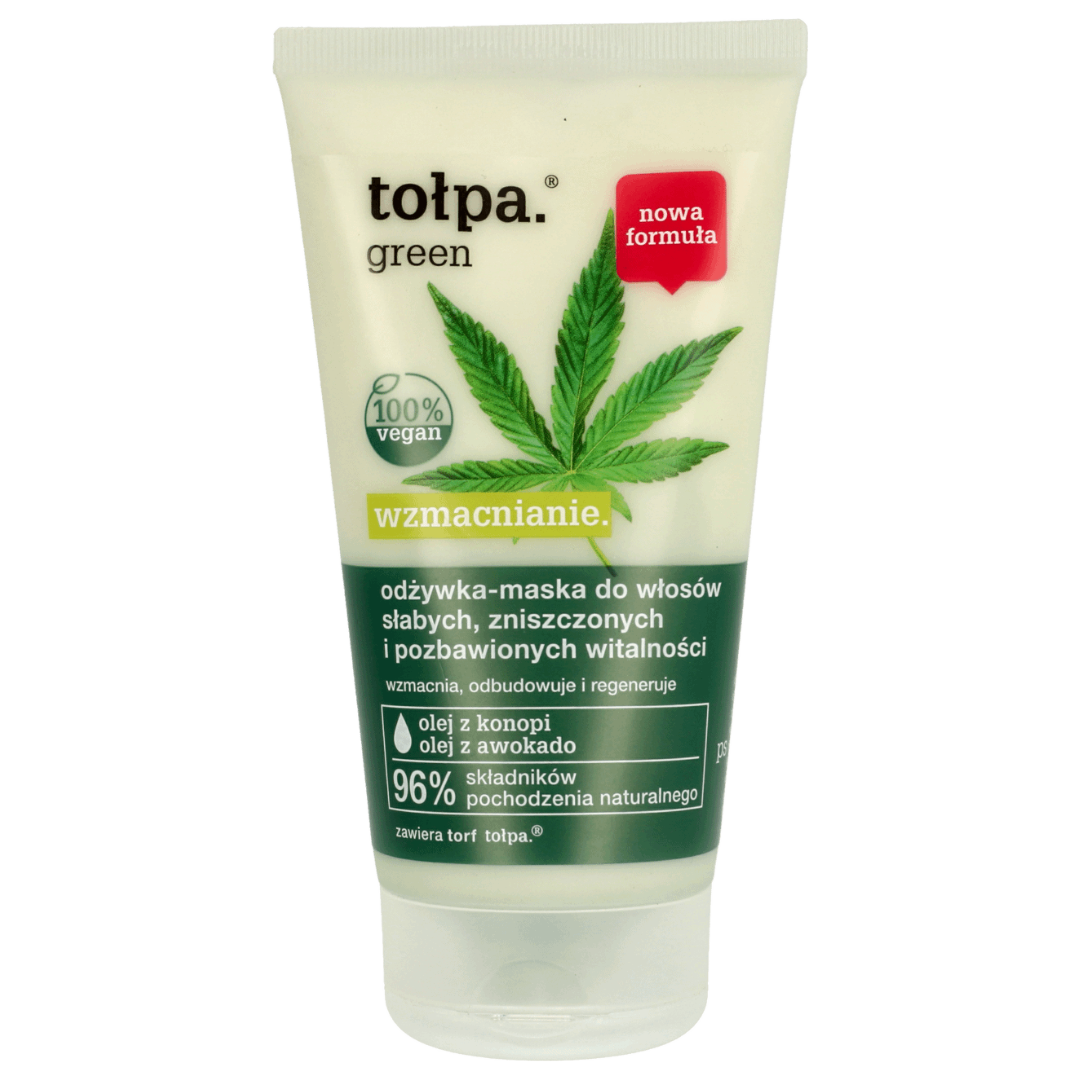 tołpa.®
green
nowa
formuła
100%
vegan
wzmacnianie.
odżywka-maska do włosów
słabych, zniszczonych
i pozbawionych witalności
wzmacnia, odbudowuje i regeneruje
olej z konopi
olej z awokado
96% składników
pochodzenia naturalnego
zawiera torf tołpa.®